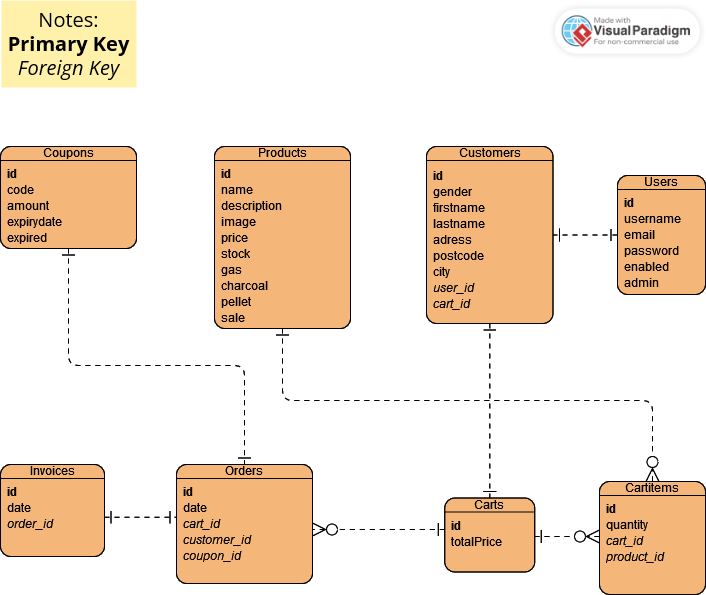 Notes:
Primary Key
Foreign Key
Made with
Visual Paradigm
For non-commercial use
Coupons
id
code
amount
expirydate
expired
Products
id
name
description
image
price
stock
gas
charcoal
pellet
sale
Customers
id
gender
firstname
lastname
adress
postcode
city
user_id
cart_id
Users
id
username
email
password
enabled
admin
Invoices
id
date
order_id
Orders
id
date
cart_id
customer_id
coupon_id
Carts
id
totalPrice
Cartitems
id
quantity
cart_id
product_id